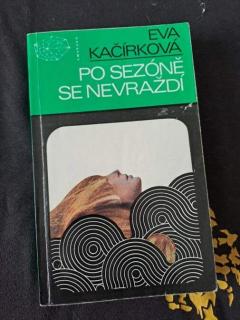 EVA
KAČÍRKOVÁ
PO SEZÓNĚ
SE NEVRAŽDÍ